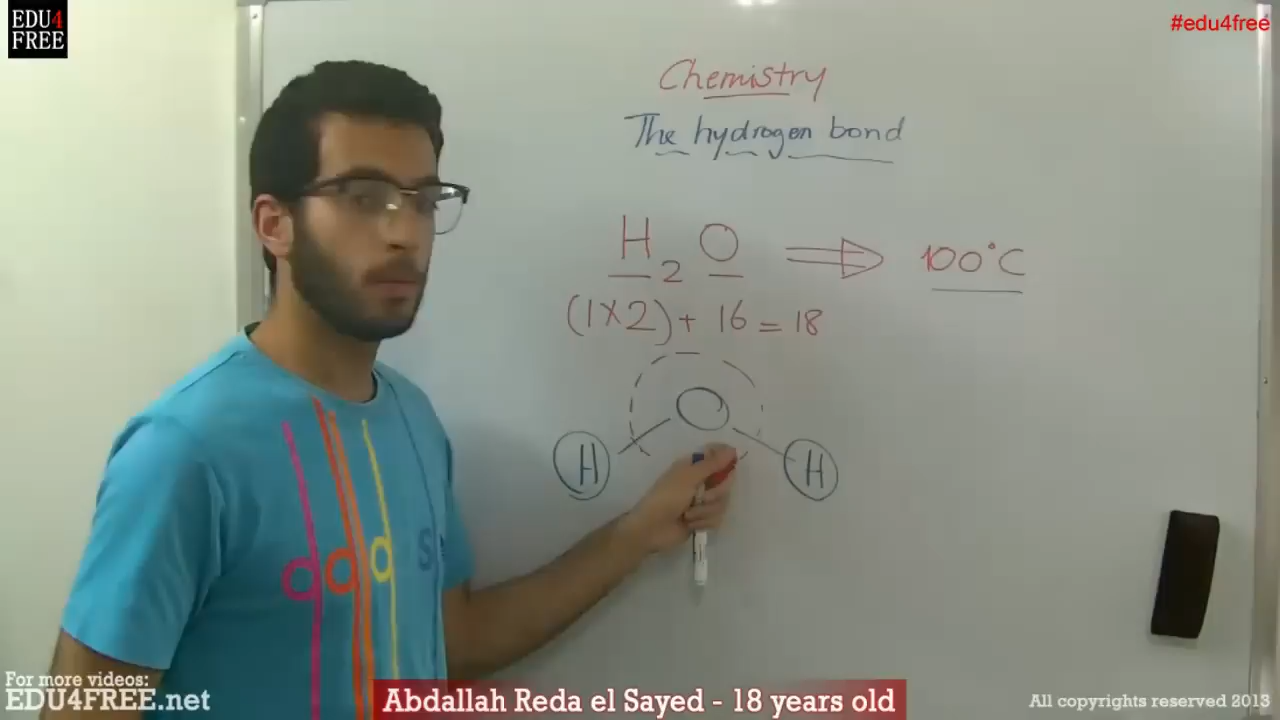 EDU4
FREE
#edu4free
Chemistry
The hydrogen bond
H₂O ⇒ 100°C
(1X2) + 16 = 18
H H
For more videos:
EDU4FREE.net
Abdallah Reda el Sayed - 18 years old
All copyrights reserved 2013